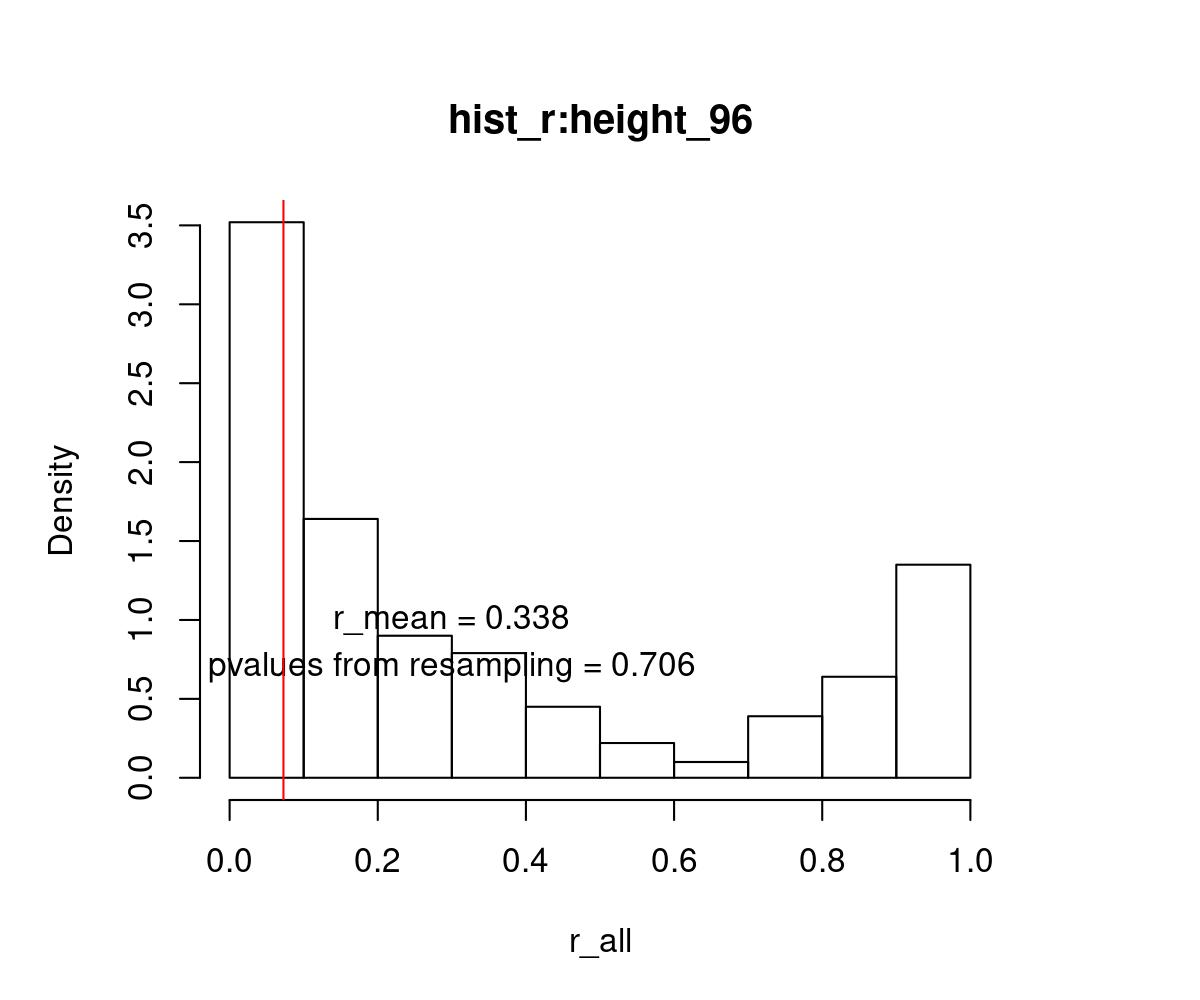 hist_r:height_96
3.5
3.0
2.5
2.0
1.5
1.0
0.5
0.0
Density
r_mean = 0.338
pvalues from resampling = 0.706
0.0 0.2 0.4 0.6 0.8 1.0
r_all